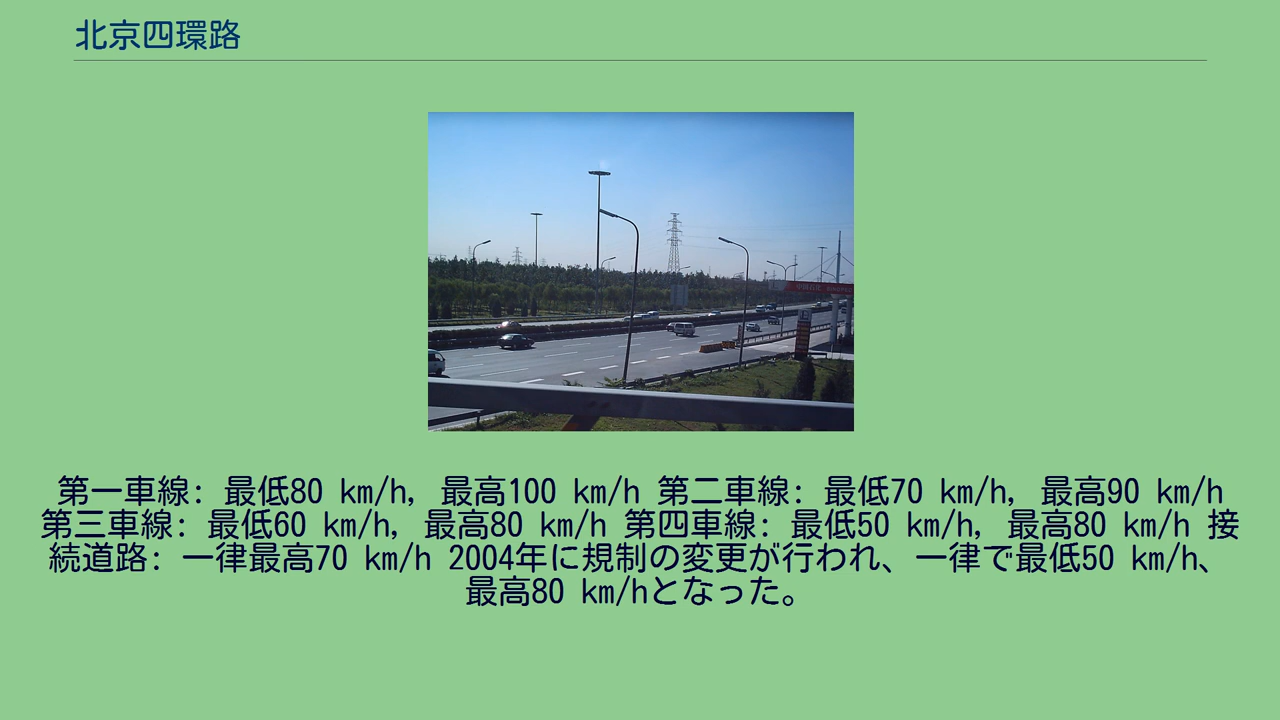 北京四環路
中国石化
第一車線: 最低80 km/h, 最高100 km/h 第二車線: 最低70 km/h, 最高90 km/h
第三車線: 最低60 km/h, 最高80 km/h 第四車線: 最低50 km/h, 最高80 km/h 接
続道路: 一律最高70 km/h 2004年に規制の変更が行われ、一律で最低50 km/h、
最高80 km/hとなった。